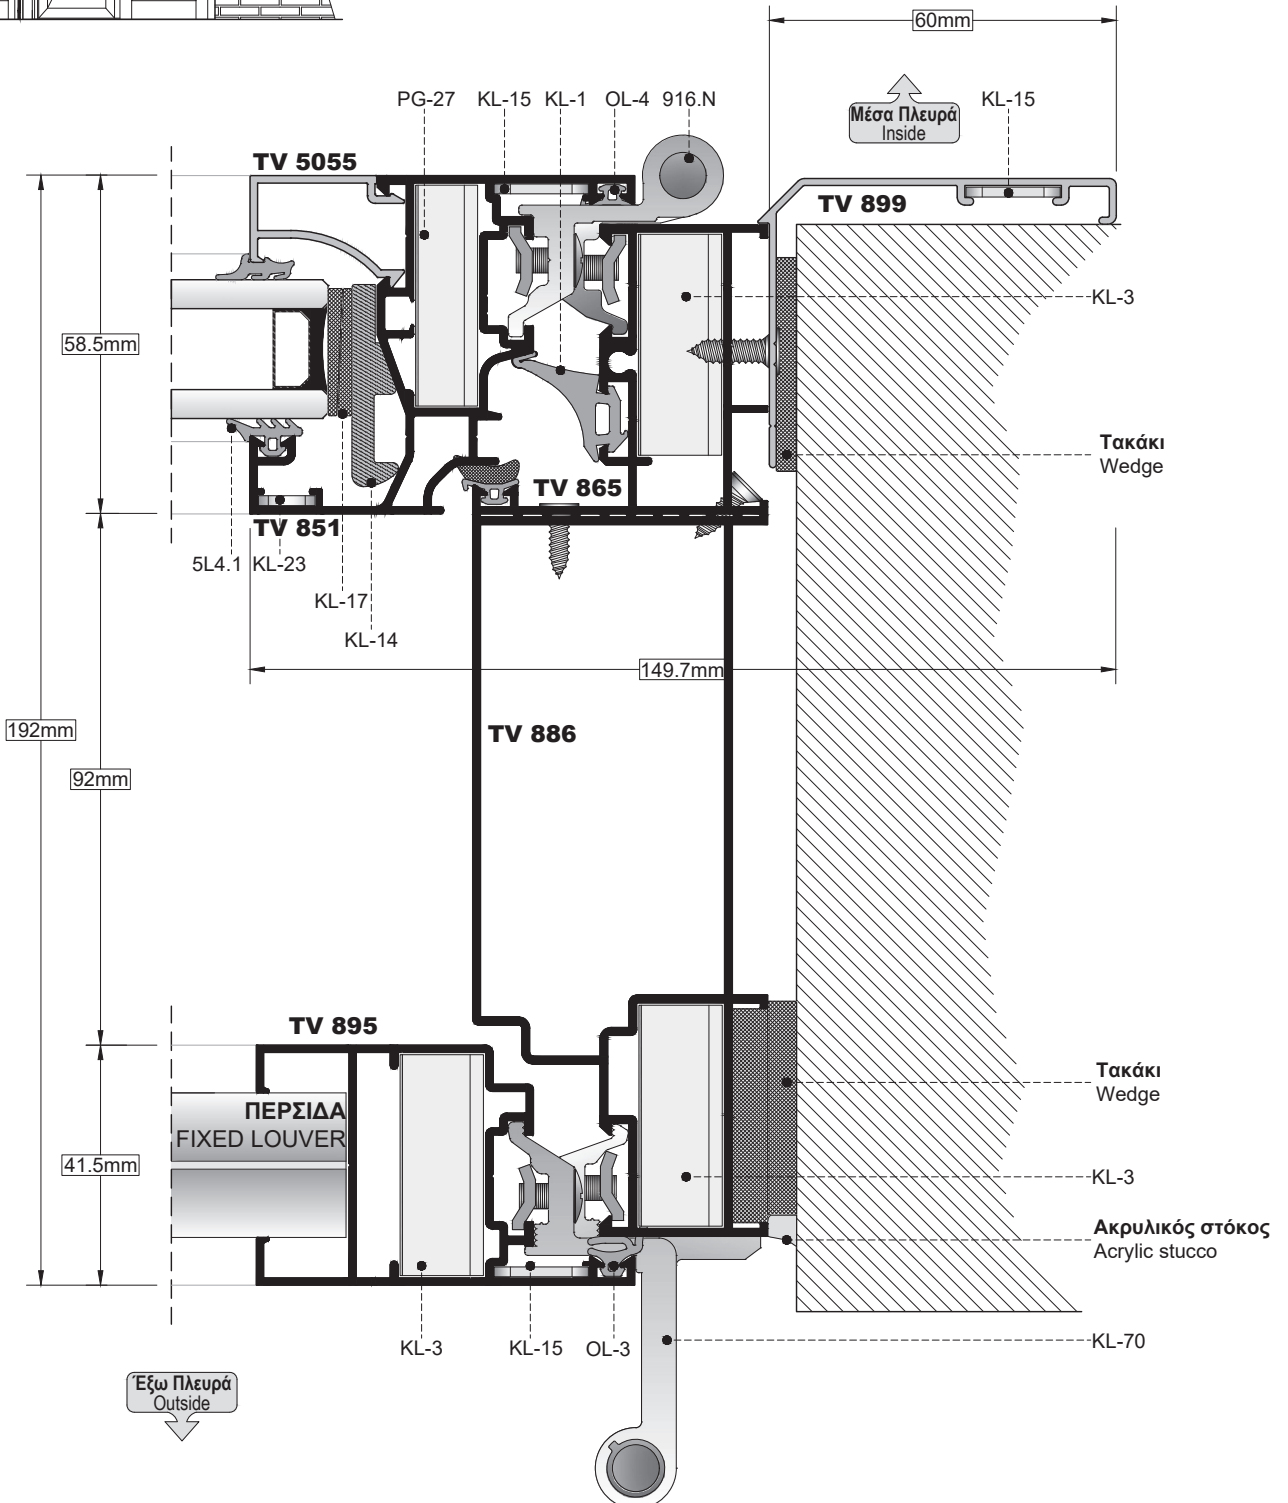 60mm
PG-27 KL-15 KL-1 OL-4 916.N
Μέσα Πλευρά
Inside
KL-15
TV 5055
TV 899
KL-3
58.5mm
Τακάκι
Wedge
TV 865
TV 851
5L4.1 KL-23
KL-17
KL-14
149.7mm
192mm
TV 886
92mm
TV 895
Τακάκι
Wedge
ΠΕΡΣΙΔΑ
FIXED LOUVER
41.5mm
KL-3
Ακρυλικός στόκος
Acrylic stucco
KL-3 KL-15 OL-3
KL-70
Έξω Πλευρά
Outside